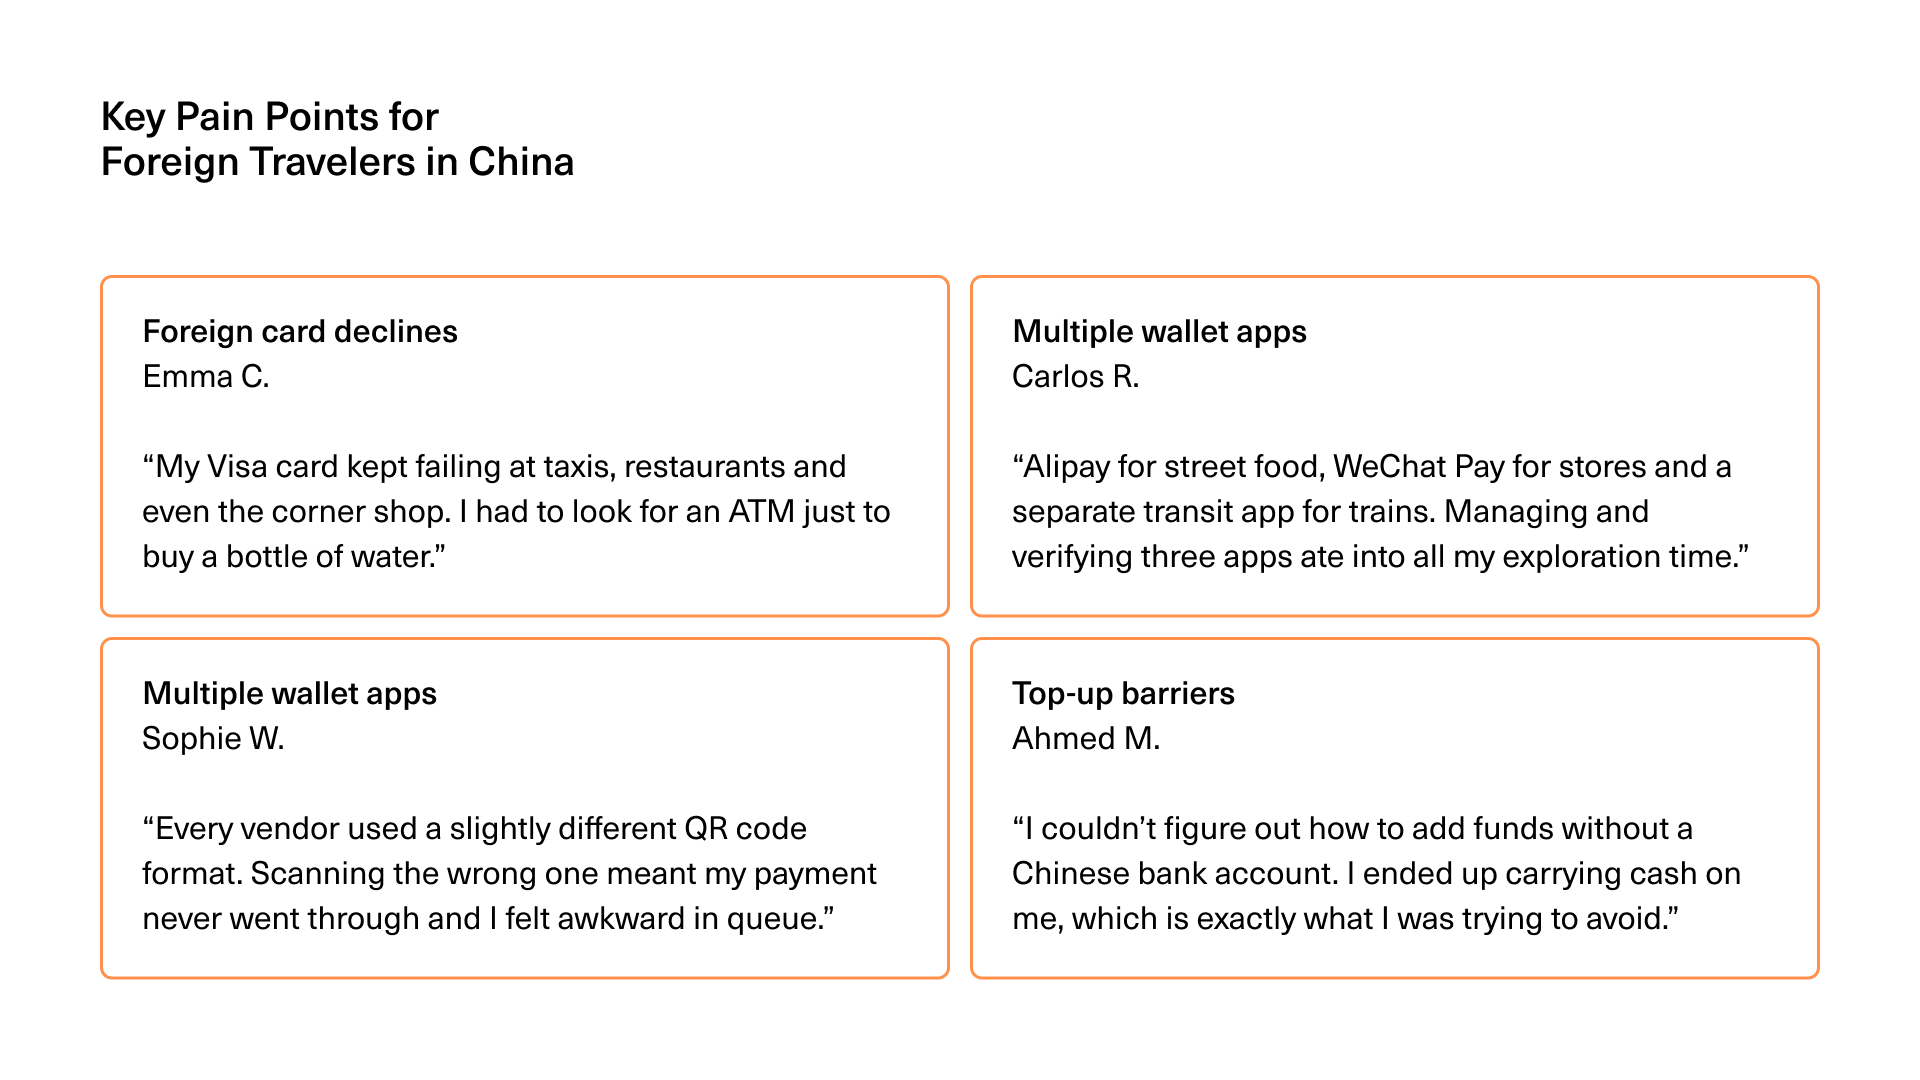 Key Pain Points for
Foreign Travelers in China
Foreign card declines
Emma C.
“My Visa card kept failing at taxis, restaurants and
even the corner shop. I had to look for an ATM just to
buy a bottle of water.”
Multiple wallet apps
Carlos R.
“Alipay for street food, WeChat Pay for stores and a
separate transit app for trains. Managing and
verifying three apps ate into all my exploration time.”
Multiple wallet apps
Sophie W.
“Every vendor used a slightly different QR code
format. Scanning the wrong one meant my payment
never went through and I felt awkward in queue.”
Top-up barriers
Ahmed M.
“I couldn’t figure out how to add funds without a
Chinese bank account. I ended up carrying cash on
me, which is exactly what I was trying to avoid.”